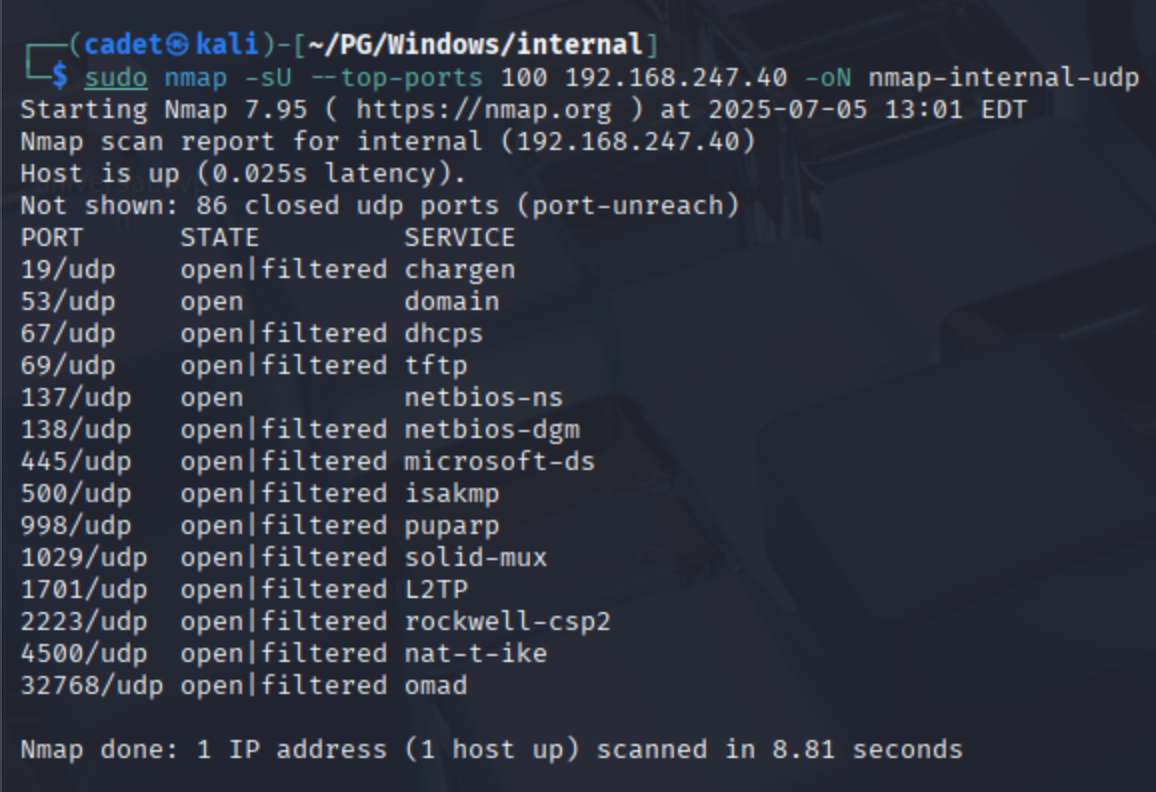 ┌──(cadet㉿kali)-[~/PG/Windows/internal]
└─$ sudo nmap -sU --top-ports 100 192.168.247.40 -oN nmap-internal-udp
Starting Nmap 7.95 ( https://nmap.org ) at 2025-07-05 13:01 EDT
Nmap scan report for internal (192.168.247.40)
Host is up (0.025s latency).
Not shown: 86 closed udp ports (port-unreach)
PORT      STATE         SERVICE
19/udp    open|filtered chargen
53/udp    open          domain
67/udp    open|filtered dhcps
69/udp    open|filtered tftp
137/udp   open          netbios-ns
138/udp   open|filtered netbios-dgm
445/udp   open|filtered microsoft-ds
500/udp   open|filtered isakmp
998/udp   open|filtered puparp
1029/udp  open|filtered solid-mux
1701/udp  open|filtered L2TP
2223/udp  open|filtered rockwell-csp2
4500/udp  open|filtered nat-t-ike
32768/udp open|filtered omad
Nmap done: 1 IP address (1 host up) scanned in 8.81 seconds